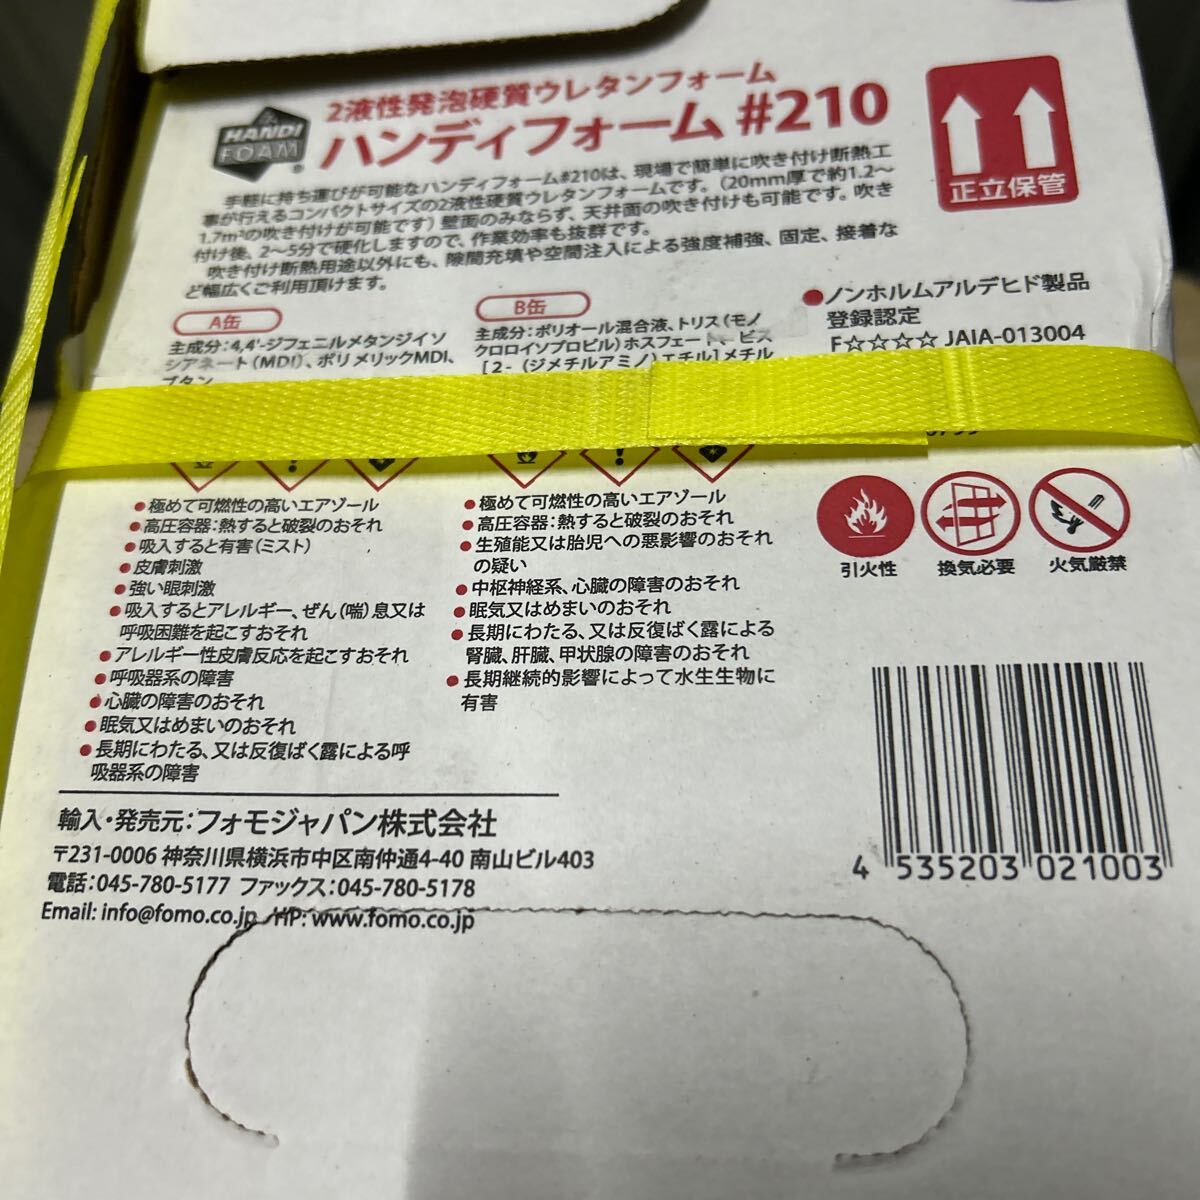 HANDI
FOAM
2液性発泡硬質ウレタンフォーム
ハンディフォーム #210
正立保管
手軽に持ち運びが可能なハンディフォーム#210は、現場で簡単に吹き付け断熱工
事が行えるコンパクトサイズの2液性硬質ウレタンフォームです。(20mm厚で約1.2〜
1.7m²の吹き付けが可能です) 壁面のみならず、天井面の吹き付けも可能です。吹き
付け後、2〜5分で硬化しますので、作業効率も抜群です。
吹き付け断熱用途以外にも、隙間充填や空間注入による強度補強、固定、接着な
ど幅広くご利用頂けます。
A缶
主成分:4,4'-ジフェニルメタンジイソ
シアネート(MDI)、ポリメリックMDI、
ブタン
B缶
主成分:ポリオール混合液、トリス(モノ
クロロイソプロピル)ホスフェート、ビス
[2-(ジメチルアミノ)エチル]メチル
●ノンホルムアルデヒド製品
登録認定
F☆☆☆☆ JAIA-013004
●極めて可燃性の高いエアゾール
●高圧容器:熱すると破裂のおそれ
●吸入すると有害(ミスト)
●皮膚刺激
●強い眼刺激
●吸入するとアレルギー、ぜん(喘)息又は
呼吸困難を起こすおそれ
●アレルギー性皮膚反応を起こすおそれ
●呼吸器系の障害
●心臓の障害のおそれ
●眠気又はめまいのおそれ
●長期にわたる、又は反復ばく露による呼
吸器系の障害
●極めて可燃性の高いエアゾール
●高圧容器:熱すると破裂のおそれ
●生殖能又は胎児への悪影響のおそれ
の疑い
●中枢神経系、心臓の障害のおそれ
●眠気又はめまいのおそれ
●長期にわたる、又は反復ばく露による
腎臓、肝臓、甲状腺の障害のおそれ
●長期継続的影響によって水生生物に
有害
引火性
換気必要
火気厳禁
輸入・発売元:フォモジャパン株式会社
〒231-0006 神奈川県横浜市中区南仲通4-40 南山ビル403
電話:045-780-5177 ファックス:045-780-5178
Email: info@fomo.co.jp HP: www.fomo.co.jp
4 535203 021003